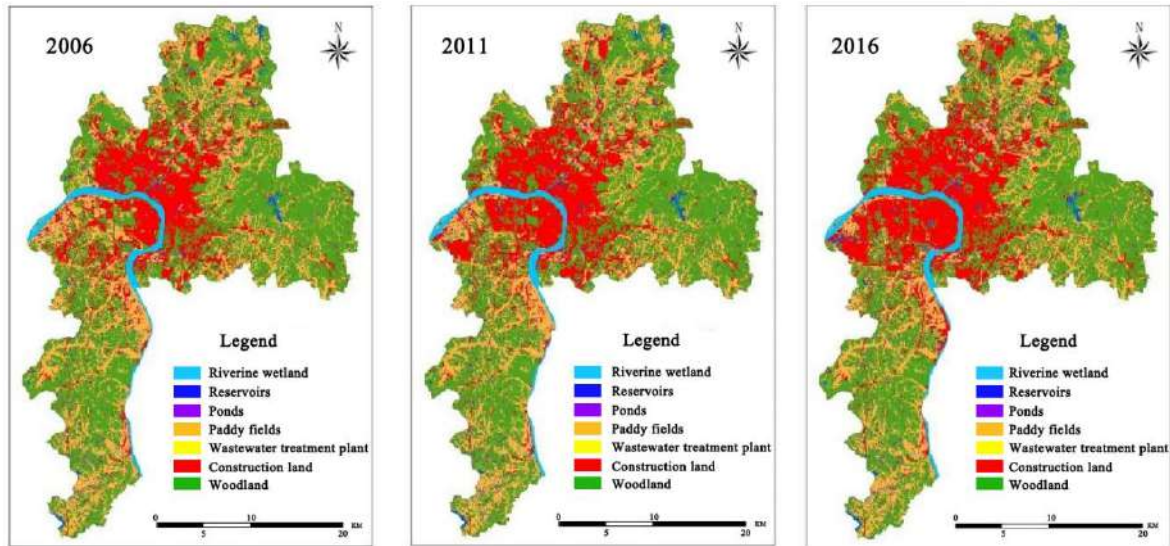 2006
N
Legend
Riverine wetland
Reservoirs
Ponds
Paddy fields
Wastewater treatment plant
Construction land
Woodland
0 20
KM
5 10
2011
N
Legend
Riverine wetland
Reservoirs
Ponds
Paddy fields
Wastewater treatment plant
Construction land
Woodland
0 10
KM
5 20
2016
N
Legend
Riverine wetland
Reservoirs
Ponds
Paddy fields
Wastewater treatment plant
Construction land
Woodland
0 10
KM
5 20